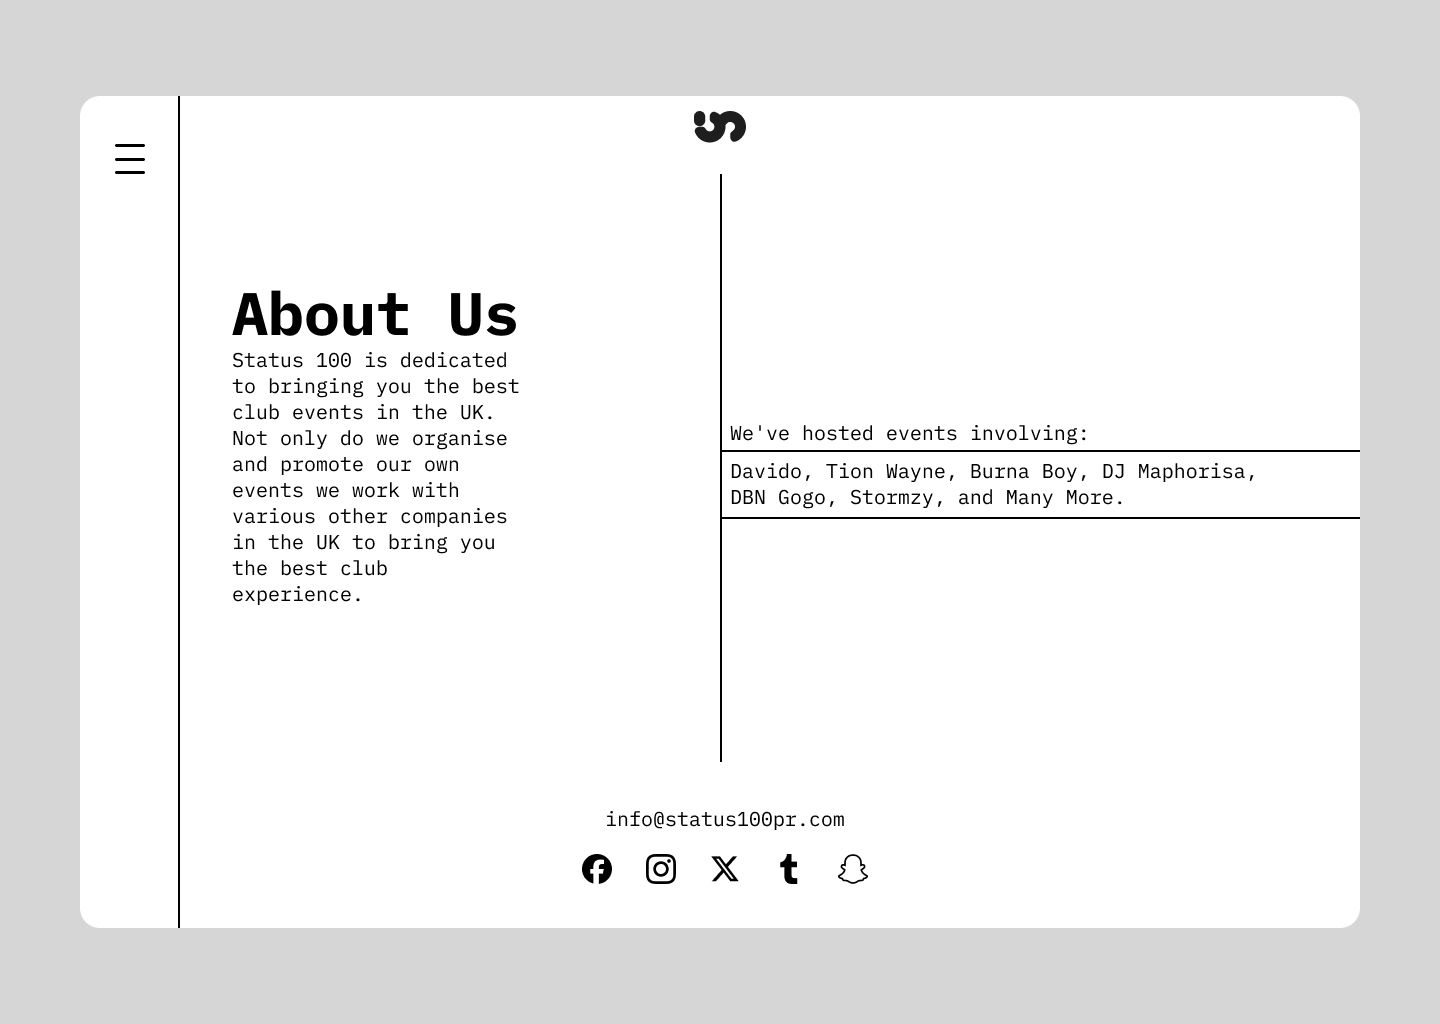 About Us
Status 100 is dedicated
to bringing you the best
club events in the UK.
Not only do we organise
and promote our own
events we work with
various other companies
in the UK to bring you
the best club
experience.
We've hosted events involving:
Davido, Tion Wayne, Burna Boy, DJ Maphorisa,
DBN Gogo, Stormzy, and Many More.
info@status100pr.com